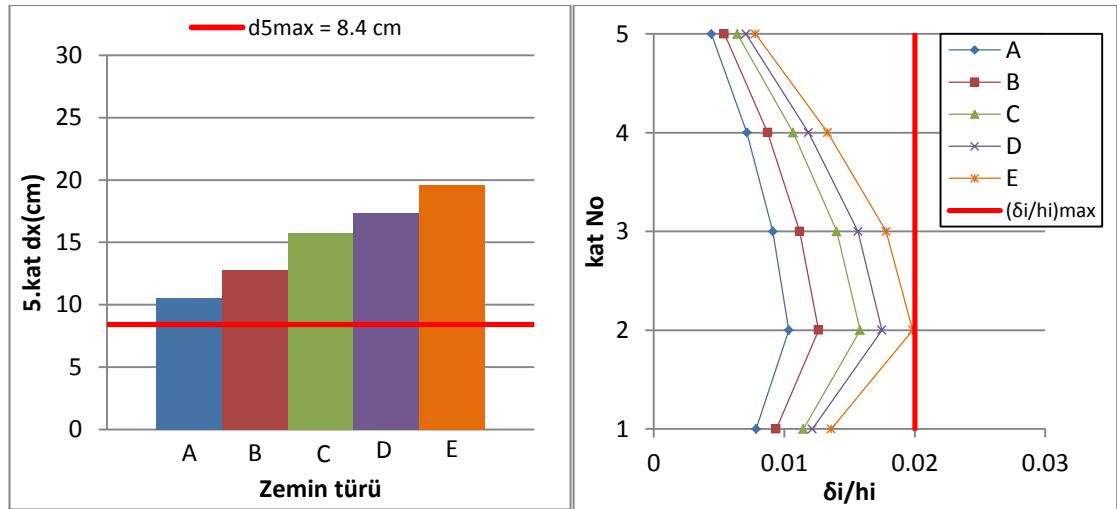 d5max = 8.4 cm
30
25
20
15
10
5
0
5.kat dx(cm)
A B C D E
Zemin türü
5
4
3
2
1
kat No
0 0.01 0.02 0.03
δi/hi
A
B
C
D
E
(δi/hi)max